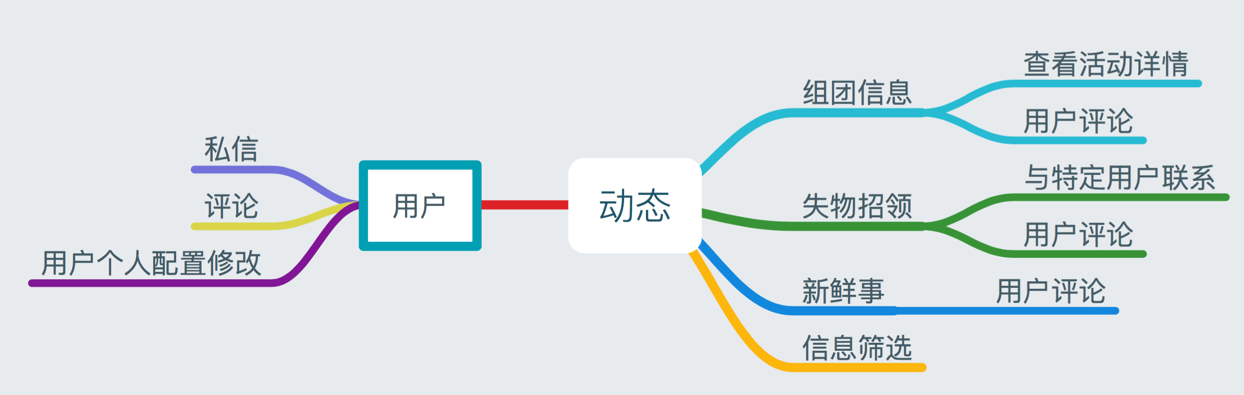 动态
组团信息
查看活动详情
用户评论
失物招领
与特定用户联系
用户评论
新鲜事
用户评论
信息筛选
用户
私信
评论
用户个人配置修改